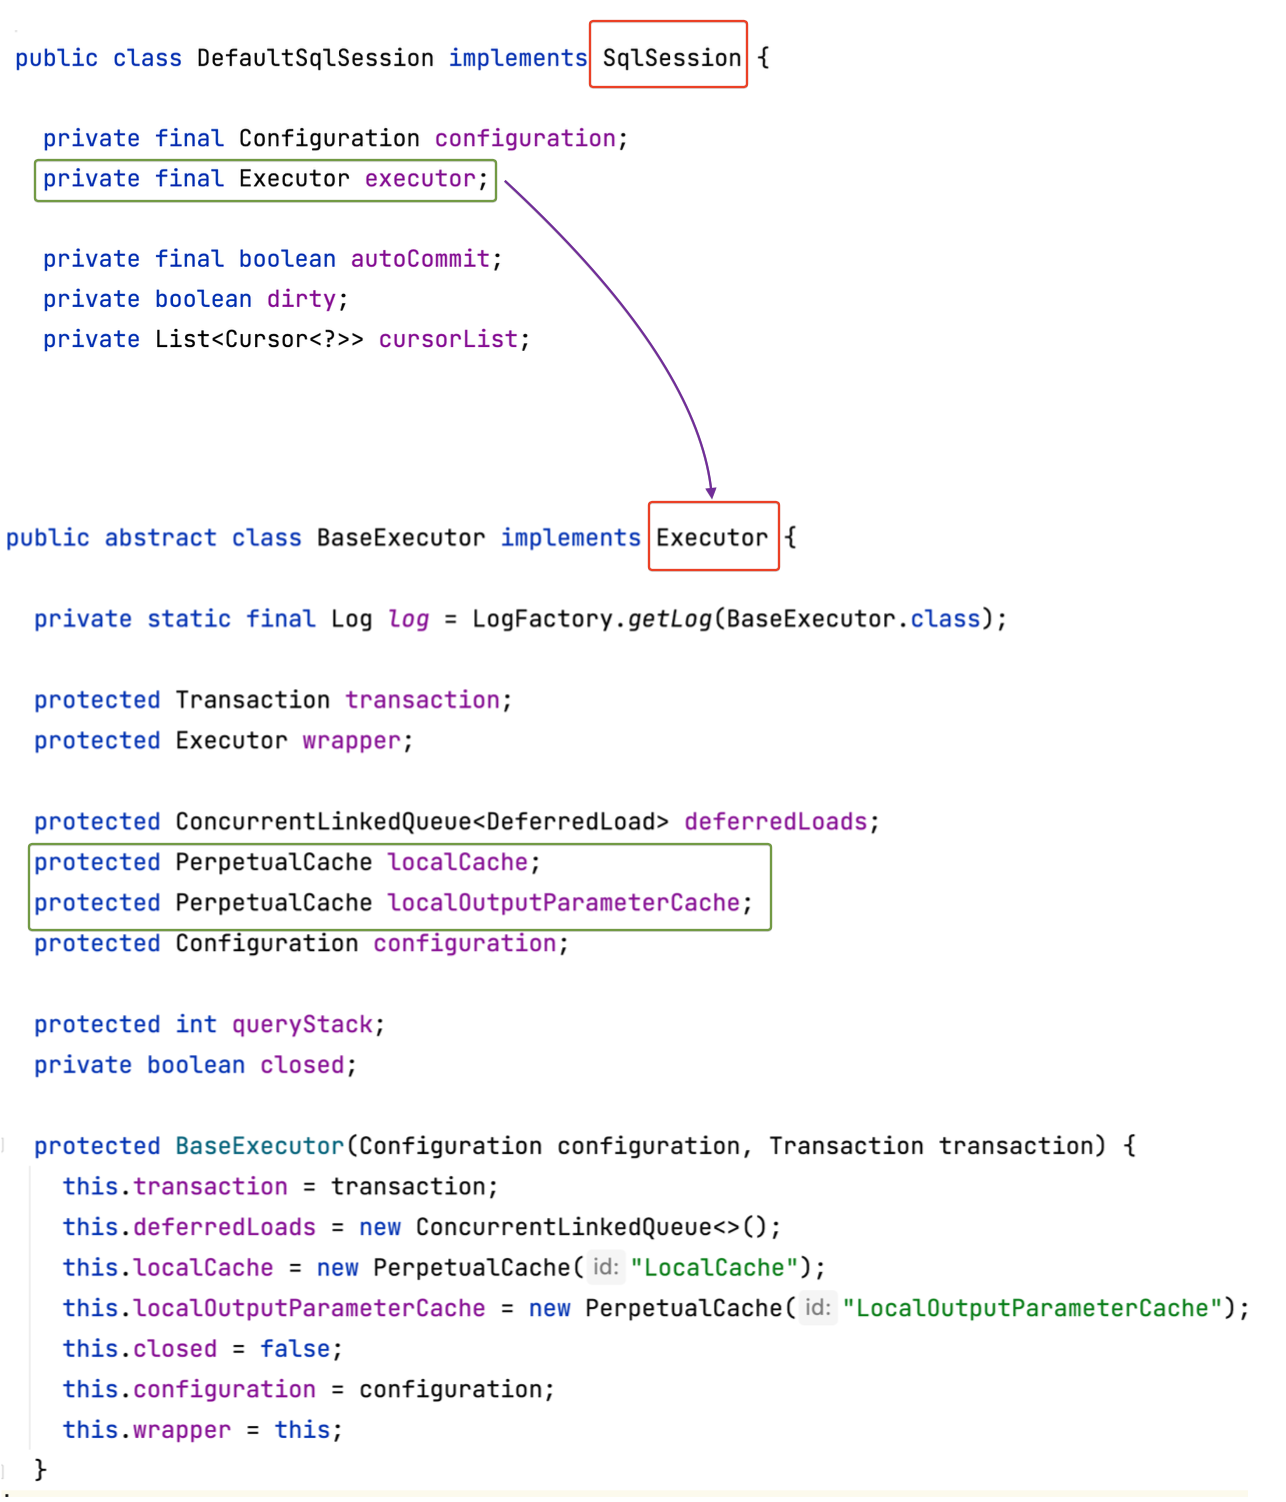 public class DefaultSqlSession implements SqlSession {
private final Configuration configuration;
private final Executor executor;
private final boolean autoCommit;
private boolean dirty;
private List<Cursor<?>> cursorList;
public abstract class BaseExecutor implements Executor {
private static final Log log = LogFactory.getLog(BaseExecutor.class);
protected Transaction transaction;
protected Executor wrapper;
protected ConcurrentLinkedQueue<DeferredLoad> deferredLoads;
protected PerpetualCache localCache;
protected PerpetualCache localOutputParameterCache;
protected Configuration configuration;
protected int queryStack;
private boolean closed;
protected BaseExecutor(Configuration configuration, Transaction transaction) {
this.transaction = transaction;
this.deferredLoads = new ConcurrentLinkedQueue<>();
this.localCache = new PerpetualCache( id: "LocalCache");
this.localOutputParameterCache = new PerpetualCache( id: "LocalOutputParameterCache");
this.closed = false;
this.configuration = configuration;
this.wrapper = this;
}